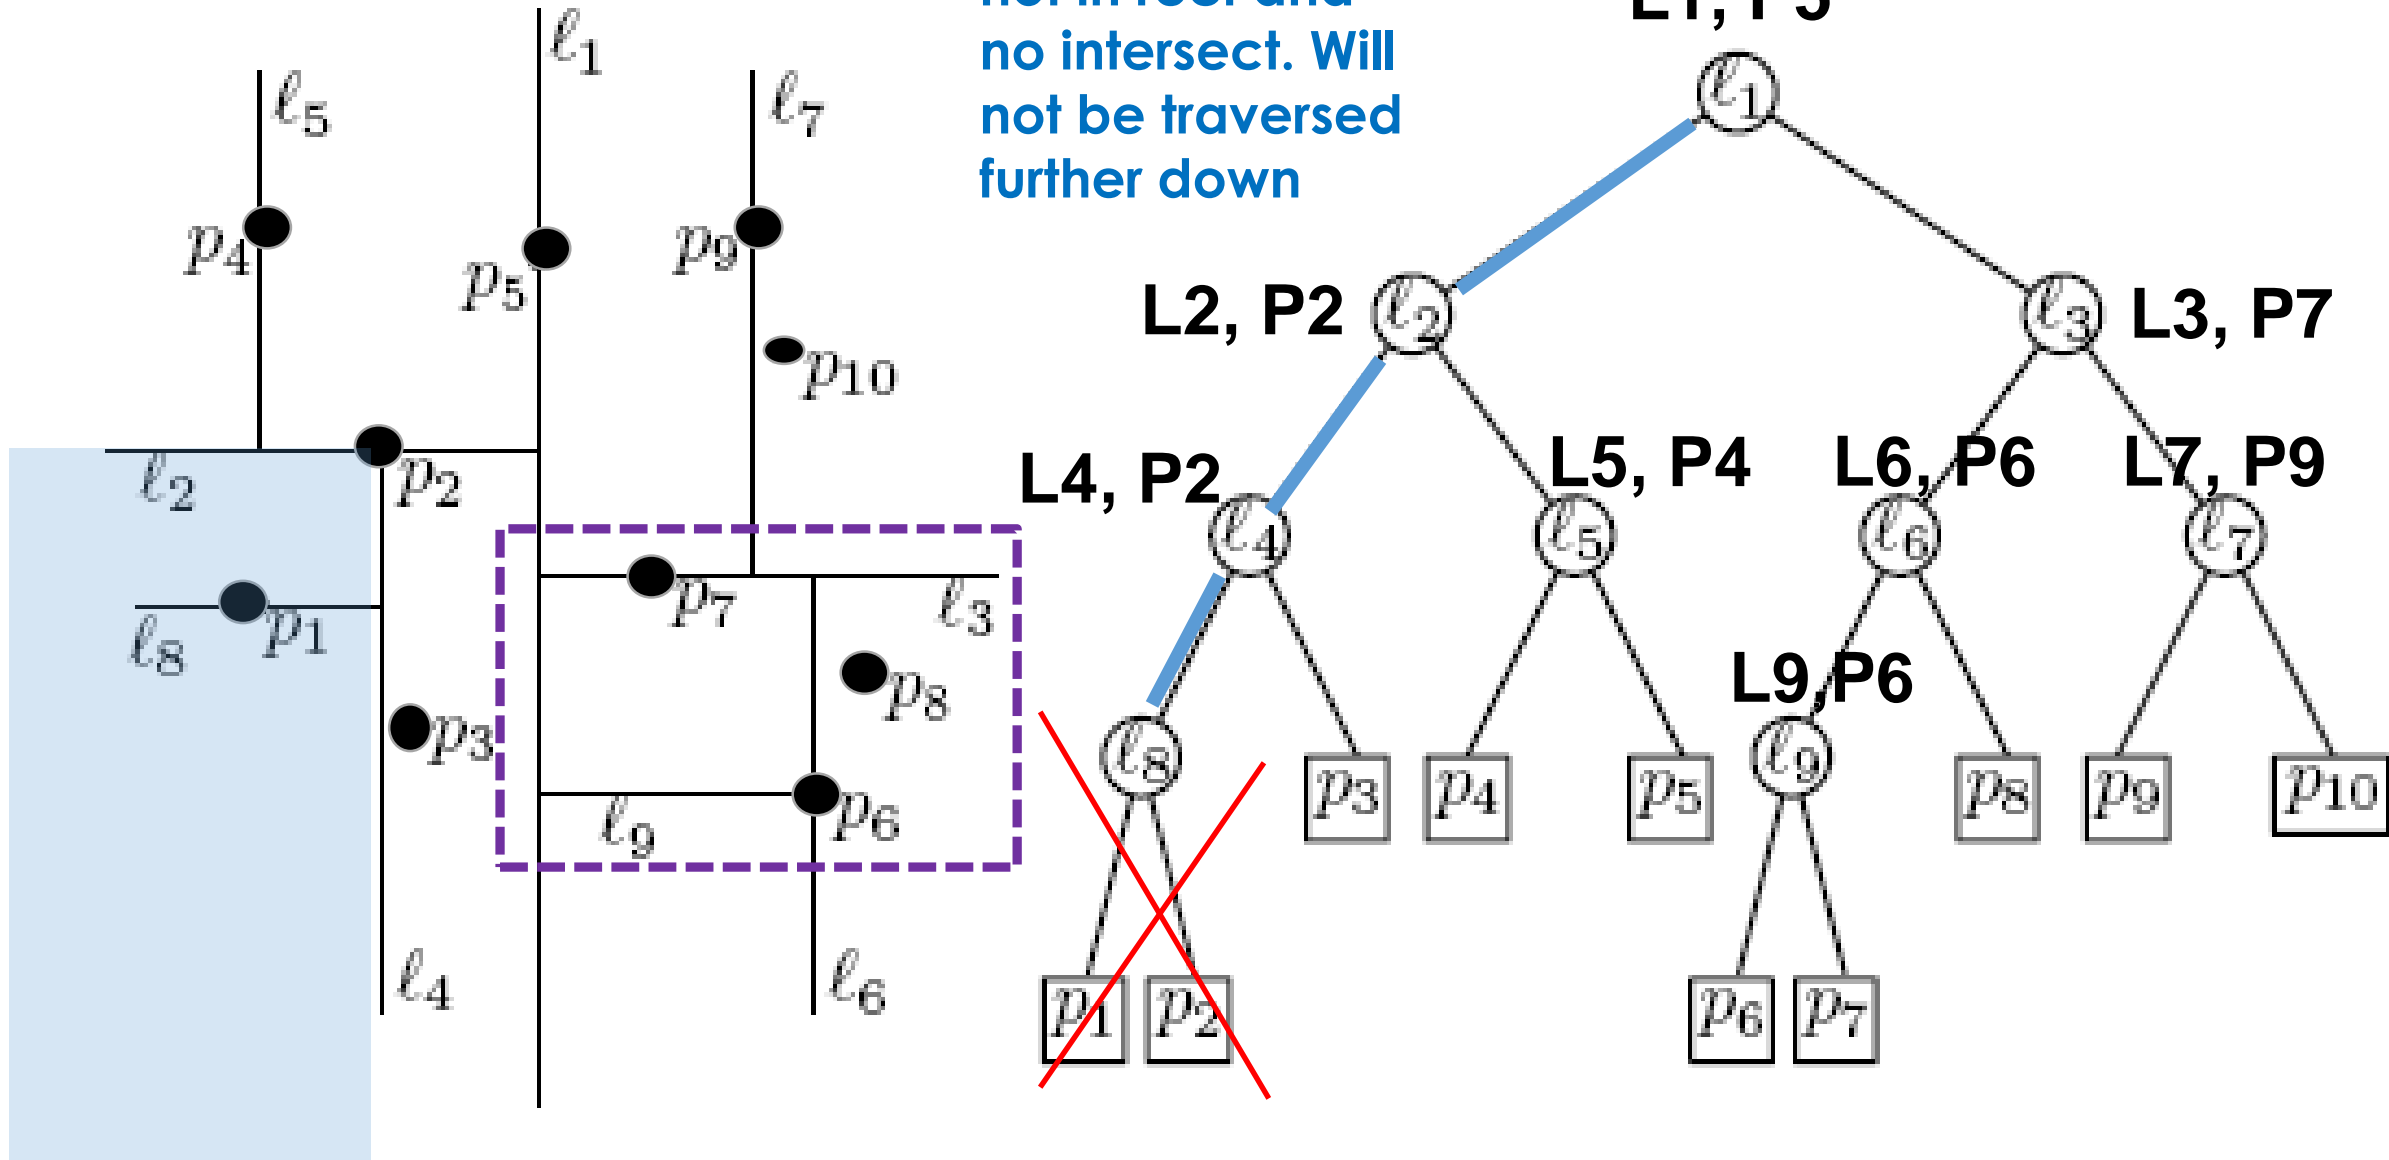 no intersect. Will
not be traversed
further down
L1, P5
ℓ1
ℓ5
ℓ7
p4
p5
p9
p10
ℓ2
p2
ℓ8
p1
p7
ℓ3
p3
p8
ℓ9
p6
ℓ4
ℓ6
ℓ1
L2, P2
ℓ2
ℓ3
L3, P7
L4, P2
L5, P4
L6, P6
L7, P9
ℓ4
ℓ5
ℓ6
ℓ7
L9,P6
ℓ8
p3
p4
p5
ℓ9
p8
p9
p10
p1
p2
p6
p7